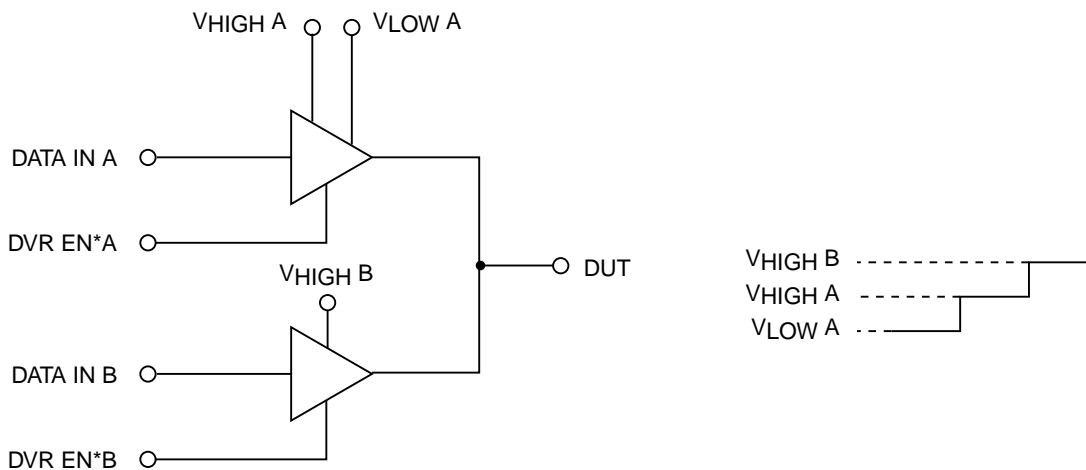 VHIGH A
VLOW A
DATA IN A
DVR EN*A
VHIGH B
DUT
DATA IN B
DVR EN*B
VHIGH B
VHIGH A
VLOW A